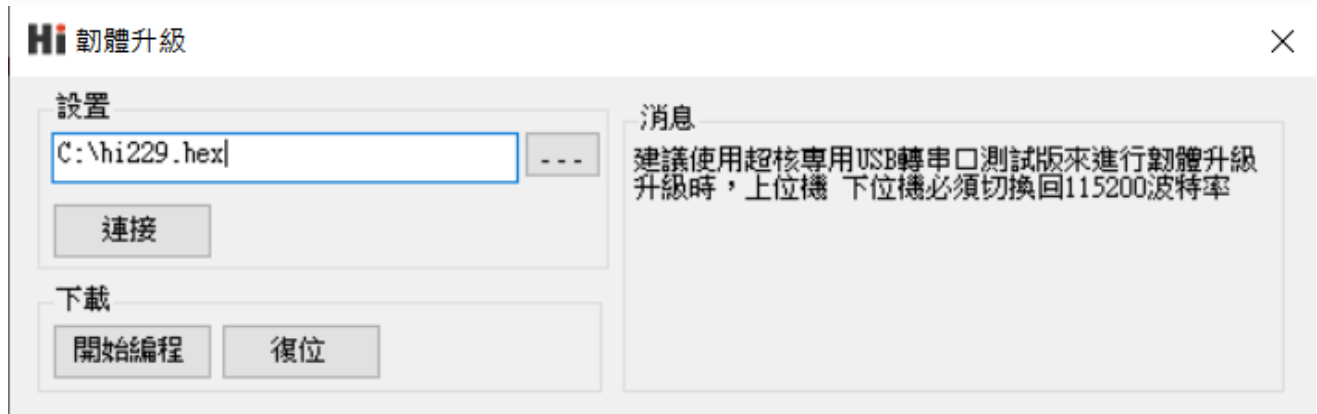 Hi 韌體升級
設置
C:\hi229.hex
...
連接
下載
開始編程
復位
消息
建議使用超核專用USB轉串口測試版來進行韌體升級
升級時，上位機 下位機必須切換回115200波特率